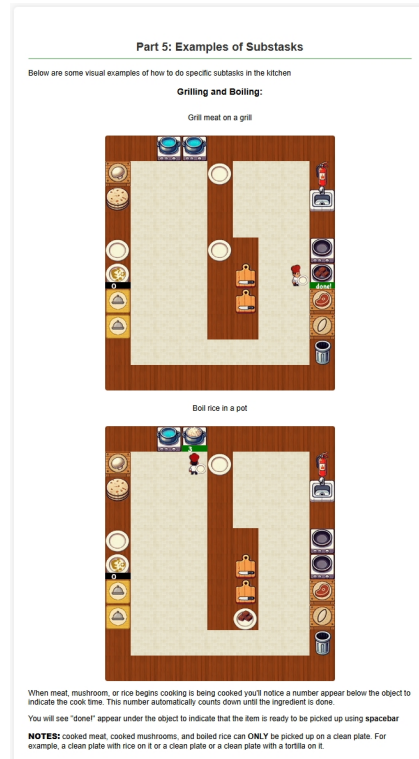 Part 5: Examples of Substasks
Below are some visual examples of how to do specific subtasks in the kitchen
Grilling and Boiling:
Grill meat on a grill
0
done!
Boil rice in a pot
3
0
When meat, mushroom, or rice begins cooking is being cooked you'll notice a number appear below the object to
indicate the cook time. This number automatically counts down until the ingredient is done.
You will see "done!" appear under the object to indicate that the item is ready to be picked up using spacebar
NOTES: cooked meat, cooked mushrooms, and boiled rice can ONLY be picked up on a clean plate. For
example, a clean plate with rice on it or a clean plate or a clean plate with a tortilla on it.